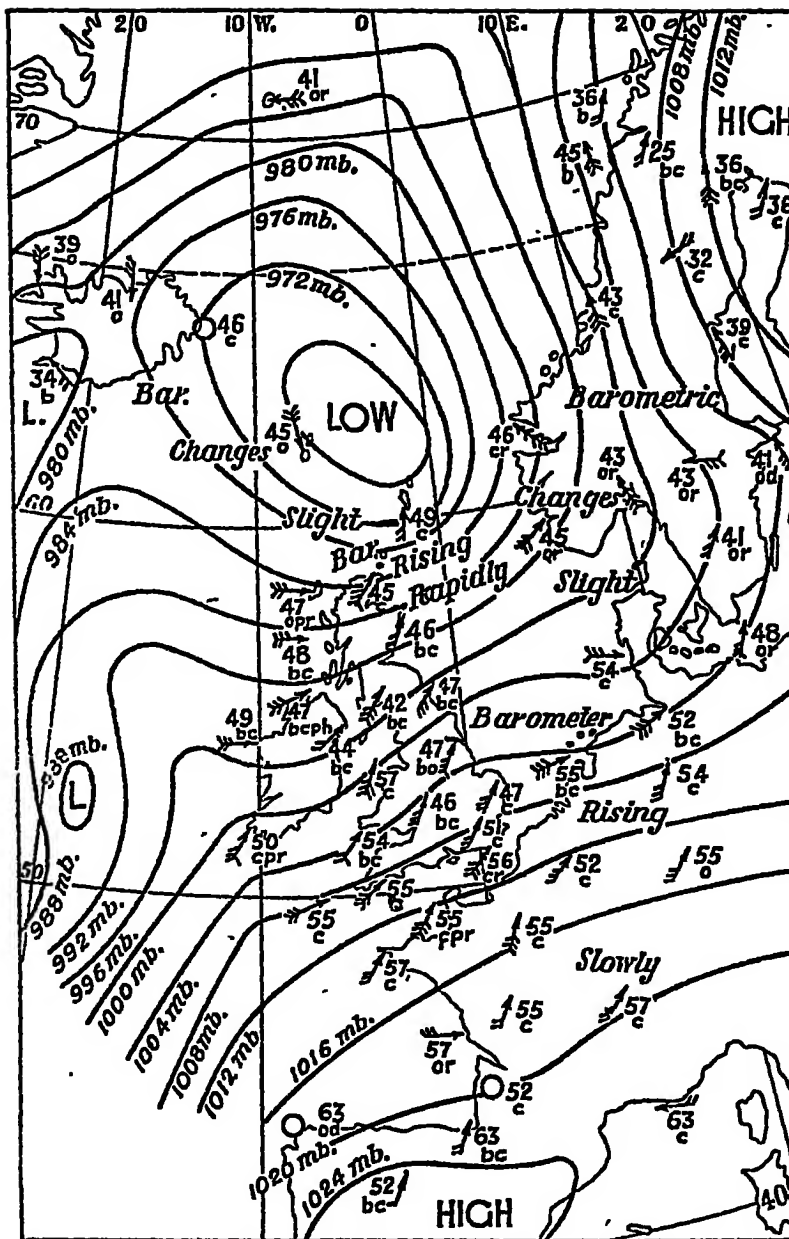 20 10 W. 0 10 E. 20
1008 mb. 1012 mb.
41
or
70
36
b
HIGH
45
b
25
bc
36
bc
36
c
980 mb.
976 mb.
972 mb.
39
o
41
o
46
c
32
c
43
c
39
c
34
b
L.
Bar.
LOW
Barometric
980 mb.
45
o
Changes
46
cr
43
or
43
or
41
od
60
984 mb.
Slight
49
c
Changes
Bar.
Rising
45
or
41
or
47
opr
45
c
Rapidly
Slight
48
bc
46
bc
54
c
48
or
49
bc
47
bcph
42
bc
47
bc
Barometer
52
bc
988 mb.
44
bc
57
c
47
bo
55
bc
54
c
L
46
bc
47
c
Rising
50
cpr
54
bc
51
c
56
cr
52
c
55
o
50
988 mb.
992 mb.
996 mb.
1000 mb.
1004 mb.
1008 mb.
1012 mb.
55
c
55
55
fpr
55
c
57
c
Slowly
55
c
57
c
1016 mb.
57
or
52
c
63
od
63
bc
63
c
1020 mb.
1024 mb.
52
bc
HIGH
40